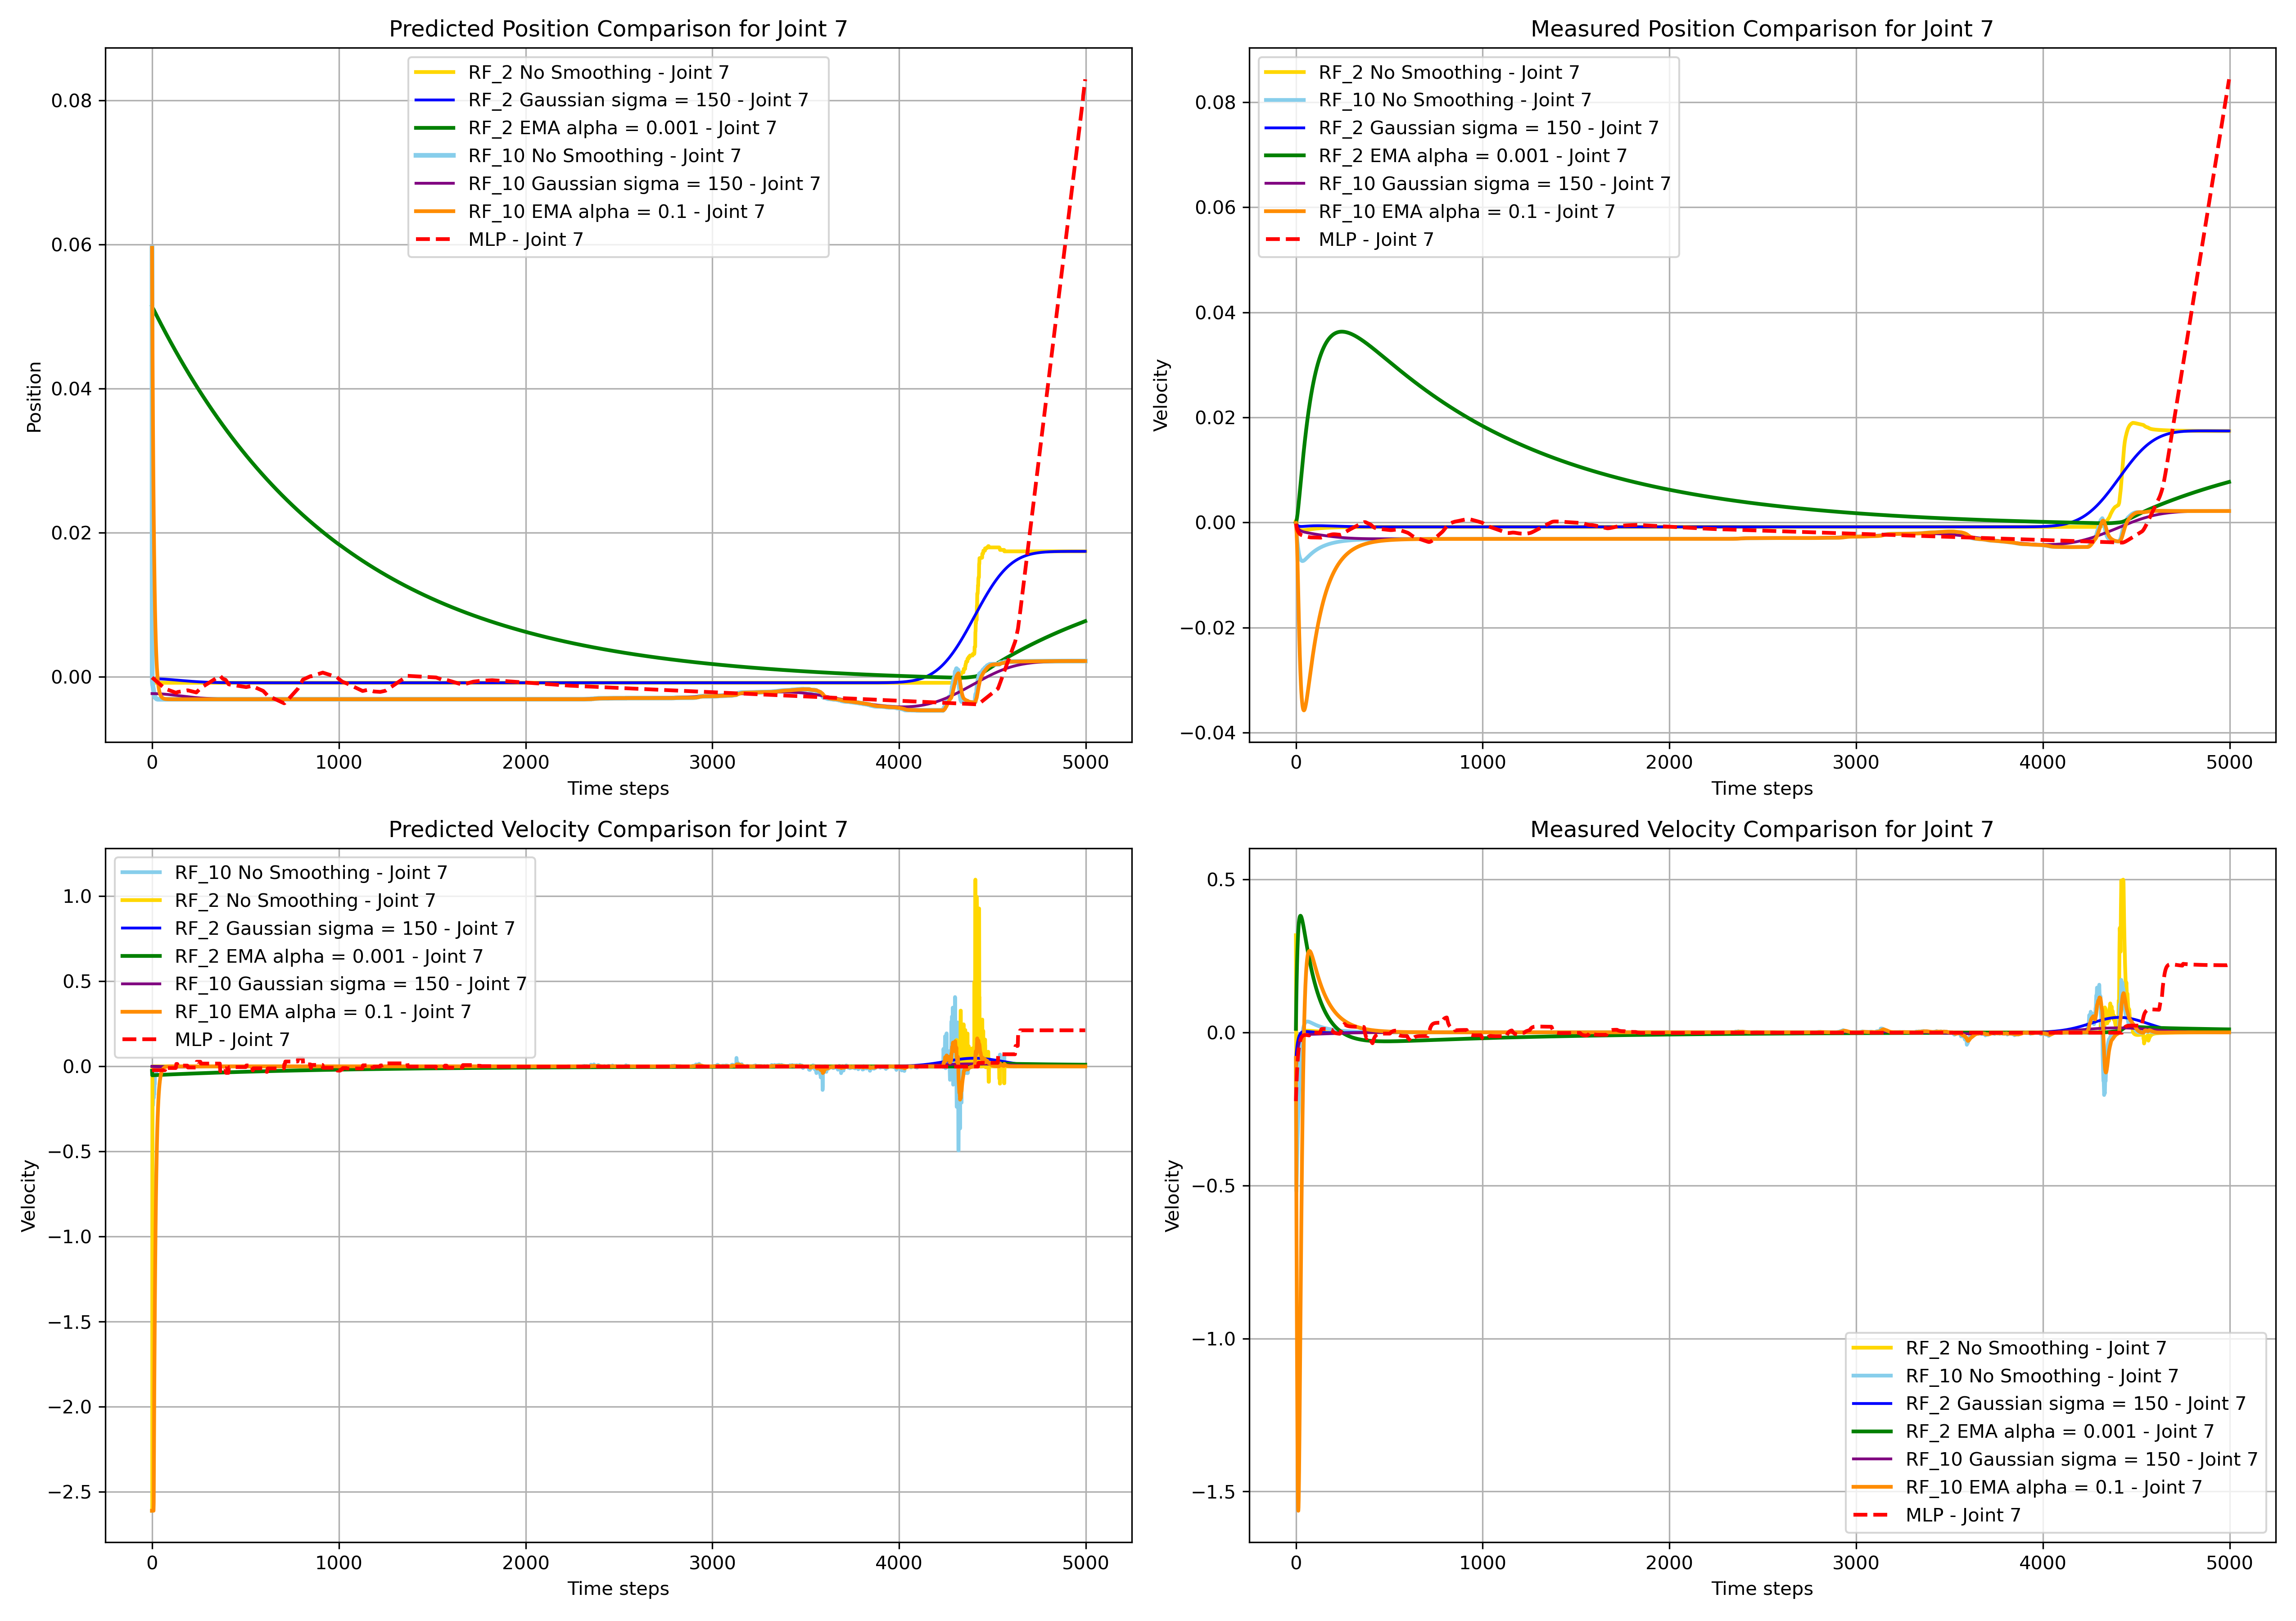 Predicted Position Comparison for Joint 7
RF_2 No Smoothing - Joint 7
RF_2 Gaussian sigma = 150 - Joint 7
RF_2 EMA alpha = 0.001 - Joint 7
RF_10 No Smoothing - Joint 7
RF_10 Gaussian sigma = 150 - Joint 7
RF_10 EMA alpha = 0.1 - Joint 7
MLP - Joint 7
0.08
0.06
0.04
0.02
0.00
Position
0 1000 2000 3000 4000 5000
Time steps
Measured Position Comparison for Joint 7
RF_2 No Smoothing - Joint 7
RF_10 No Smoothing - Joint 7
RF_2 Gaussian sigma = 150 - Joint 7
RF_2 EMA alpha = 0.001 - Joint 7
RF_10 Gaussian sigma = 150 - Joint 7
RF_10 EMA alpha = 0.1 - Joint 7
MLP - Joint 7
0.08
0.06
0.04
0.02
0.00
−0.02
−0.04
Velocity
0 1000 2000 3000 4000 5000
Time steps
Predicted Velocity Comparison for Joint 7
RF_10 No Smoothing - Joint 7
RF_2 No Smoothing - Joint 7
RF_2 Gaussian sigma = 150 - Joint 7
RF_2 EMA alpha = 0.001 - Joint 7
RF_10 Gaussian sigma = 150 - Joint 7
RF_10 EMA alpha = 0.1 - Joint 7
MLP - Joint 7
1.0
0.5
0.0
−0.5
−1.0
−1.5
−2.0
−2.5
Velocity
0 1000 2000 3000 4000 5000
Time steps
Measured Velocity Comparison for Joint 7
0.5
0.0
−0.5
−1.0
−1.5
Velocity
RF_2 No Smoothing - Joint 7
RF_10 No Smoothing - Joint 7
RF_2 Gaussian sigma = 150 - Joint 7
RF_2 EMA alpha = 0.001 - Joint 7
RF_10 Gaussian sigma = 150 - Joint 7
RF_10 EMA alpha = 0.1 - Joint 7
MLP - Joint 7
0 1000 2000 3000 4000 5000
Time steps